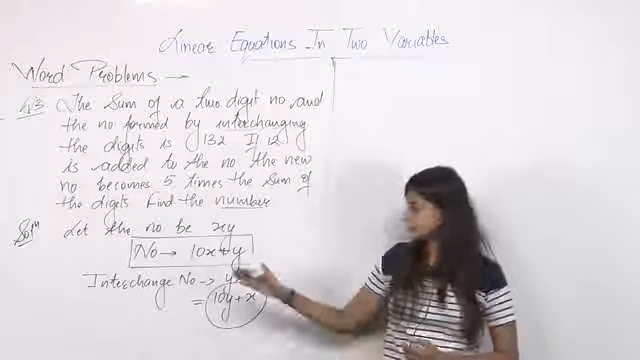 Linear Equations In Two Variables
Word Problems —
Q3 The Sum of a two digit no and
the no formed by interchanging
the digits is 132 If 12
is added to the no the new
no becomes 5 times the sum of
the digits Find the number
Solⁿ Let the no be xy
No → 10x+y
Interchange No → y
= 10y+x